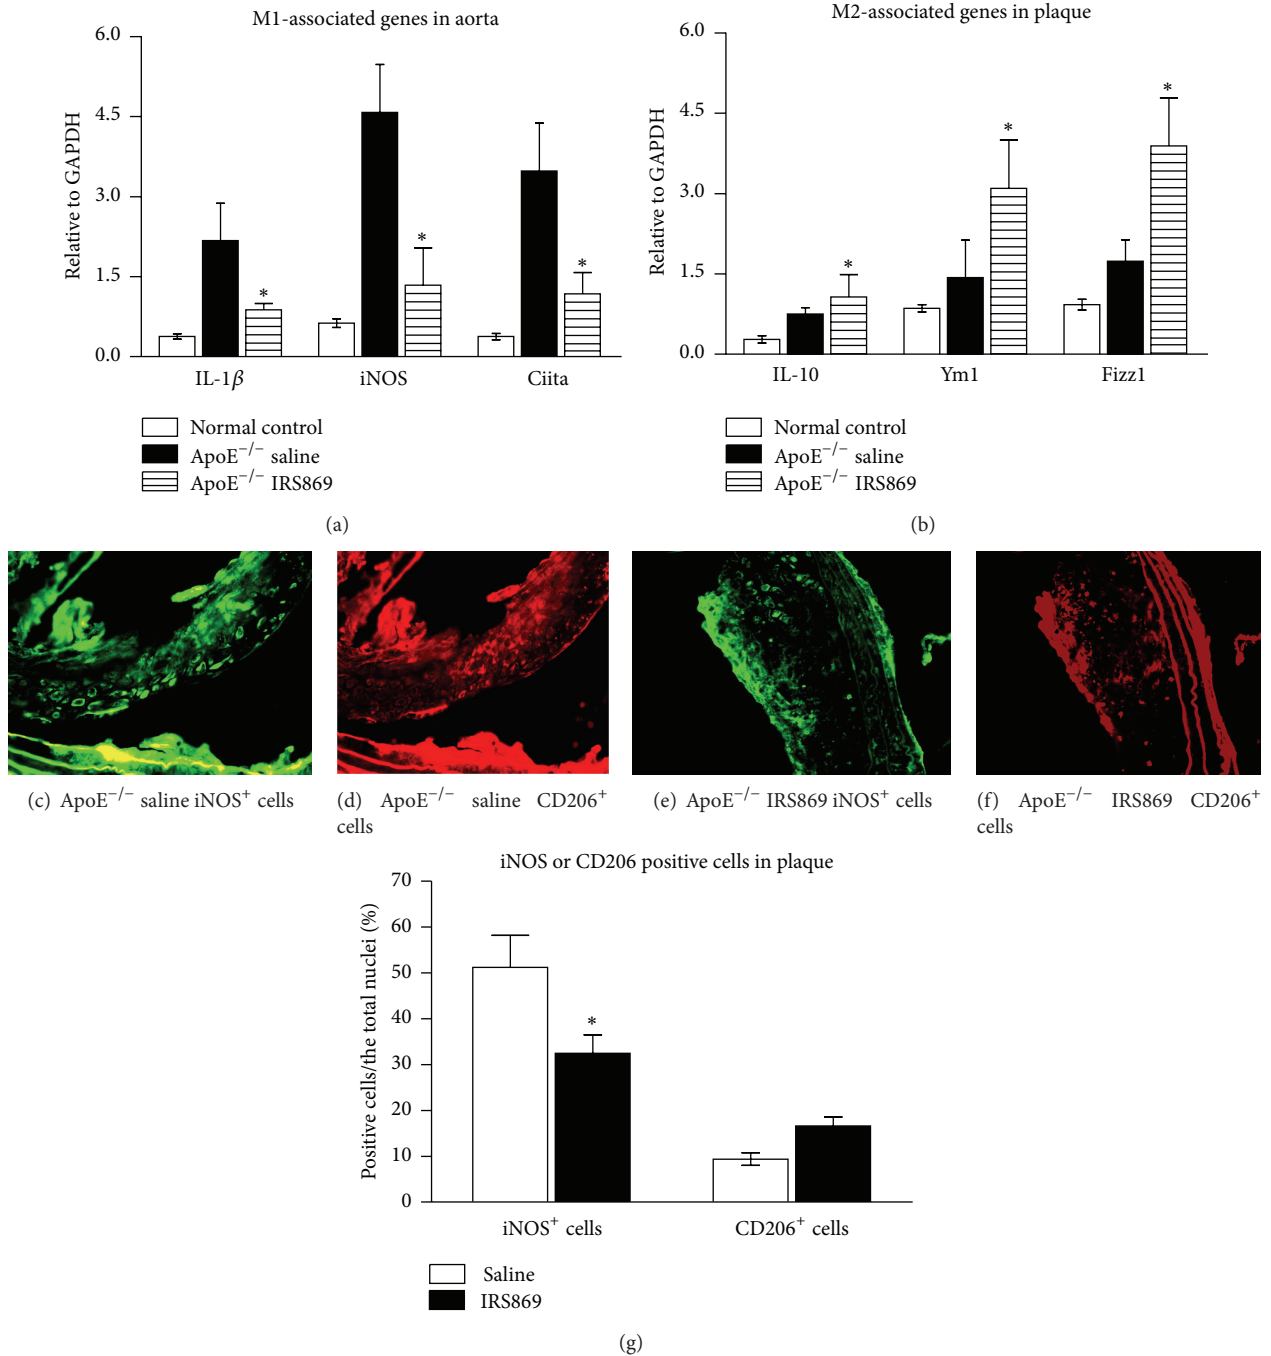 M1-associated genes in aorta
6.0
4.5
3.0
1.5
0.0
Relative to GAPDH
*
*
*
IL-1β iNOS Ciita
Normal control
ApoE−/− saline
ApoE−/− IRS869
(a)
M2-associated genes in plaque
6.0
4.5
3.0
1.5
0.0
Relative to GAPDH
*
*
*
IL-10 Ym1 Fizz1
Normal control
ApoE−/− saline
ApoE−/− IRS869
(b)
(c) ApoE−/− saline iNOS+ cells
(d) ApoE−/− saline CD206+
cells
(e) ApoE−/− IRS869 iNOS+ cells
(f) ApoE−/− IRS869 CD206+
cells
iNOS or CD206 positive cells in plaque
70
60
50
40
30
20
10
0
Positive cells/the total nuclei (%)
*
iNOS+ cells CD206+ cells
Saline
IRS869
(g)